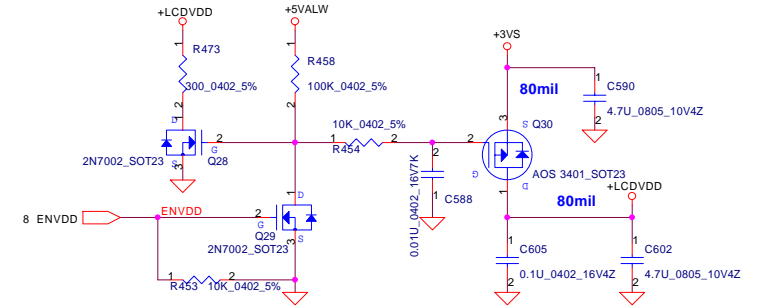 +LCDVDD
+5VALW
+3VS
1
R473
300_0402_5%
2
1
R458
100K_0402_5%
2
80mil
1
C590
4.7U_0805_10V4Z
2
D
1
2
G
S
3
Q28
2N7002_SOT23
10K_0402_5%
1
2
R454
2
C588
1
0.01U_0402_16V7K
3
S
Q30
2
G
AOS 3401_SOT23
1
D
+LCDVDD
80mil
8 ENVDD
ENVDD
2
G
1
D
Q29
3
S
2N7002_SOT23
1
2
R453
10K_0402_5%
1
C605
0.1U_0402_16V4Z
2
1
C602
4.7U_0805_10V4Z
2